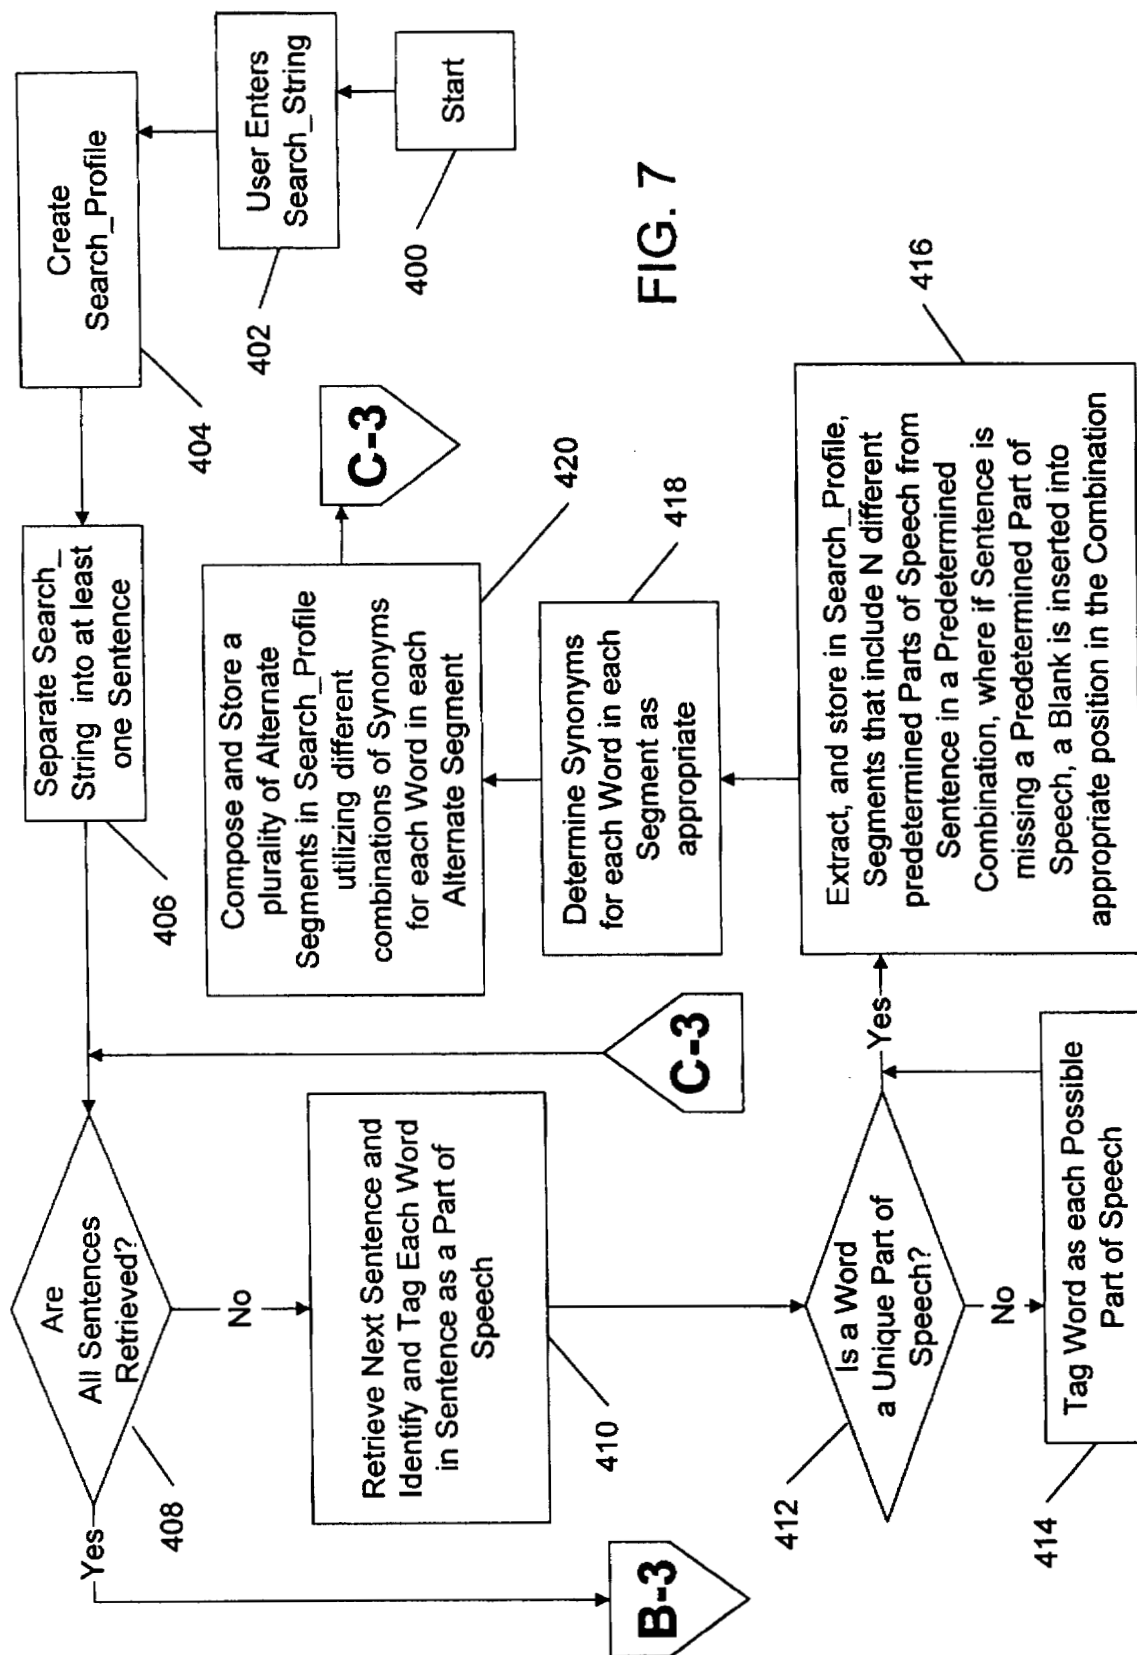 Start
400
User Enters
Search_String
402
Create
Search_Profile
404
Separate Search_
String into at least
one Sentence
406
Are
All Sentences
Retrieved?
408
Yes
B-3
No
Retrieve Next Sentence and
Identify and Tag Each Word
in Sentence as a Part of
Speech
410
C-3
Is a Word
a Unique Part of
Speech?
412
No
Tag Word as each Possible
Part of Speech
414
Yes
Extract, and store in Search_Profile,
Segments that include N different
predetermined Parts of Speech from
Sentence in a Predetermined
Combination, where if Sentence is
missing a Predetermined Part of
Speech, a Blank is inserted into
appropriate position in the Combination
416
Determine Synonyms
for each Word in each
Segment as
appropriate
418
Compose and Store a
plurality of Alternate
Segments in Search_Profile
utilizing different
combinations of Synonyms
for each Word in each
Alternate Segment
420
C-3
FIG. 7